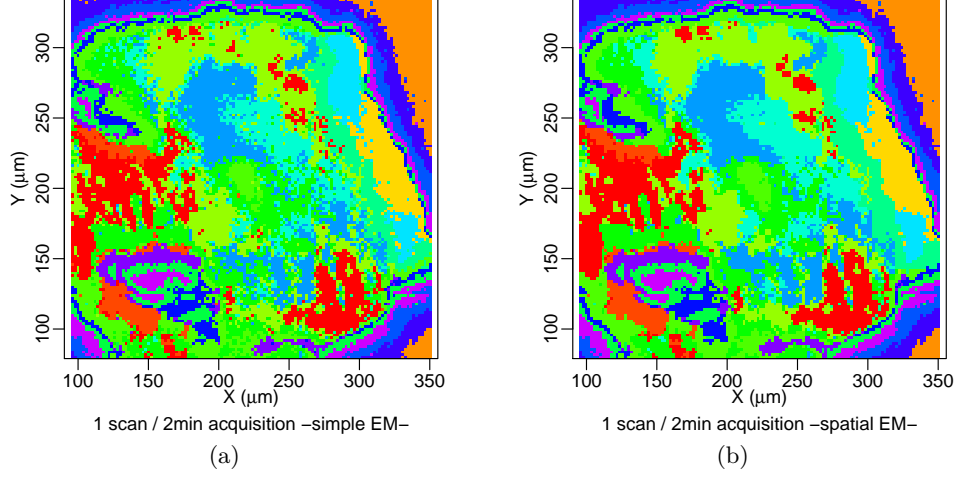 300
250
200
150
100
Y (µm)
100 150 200 250 300 350
X (µm)
1 scan / 2min acquisition −simple EM−
(a)
300
250
200
150
100
Y (µm)
100 150 200 250 300 350
X (µm)
1 scan / 2min acquisition −spatial EM−
(b)